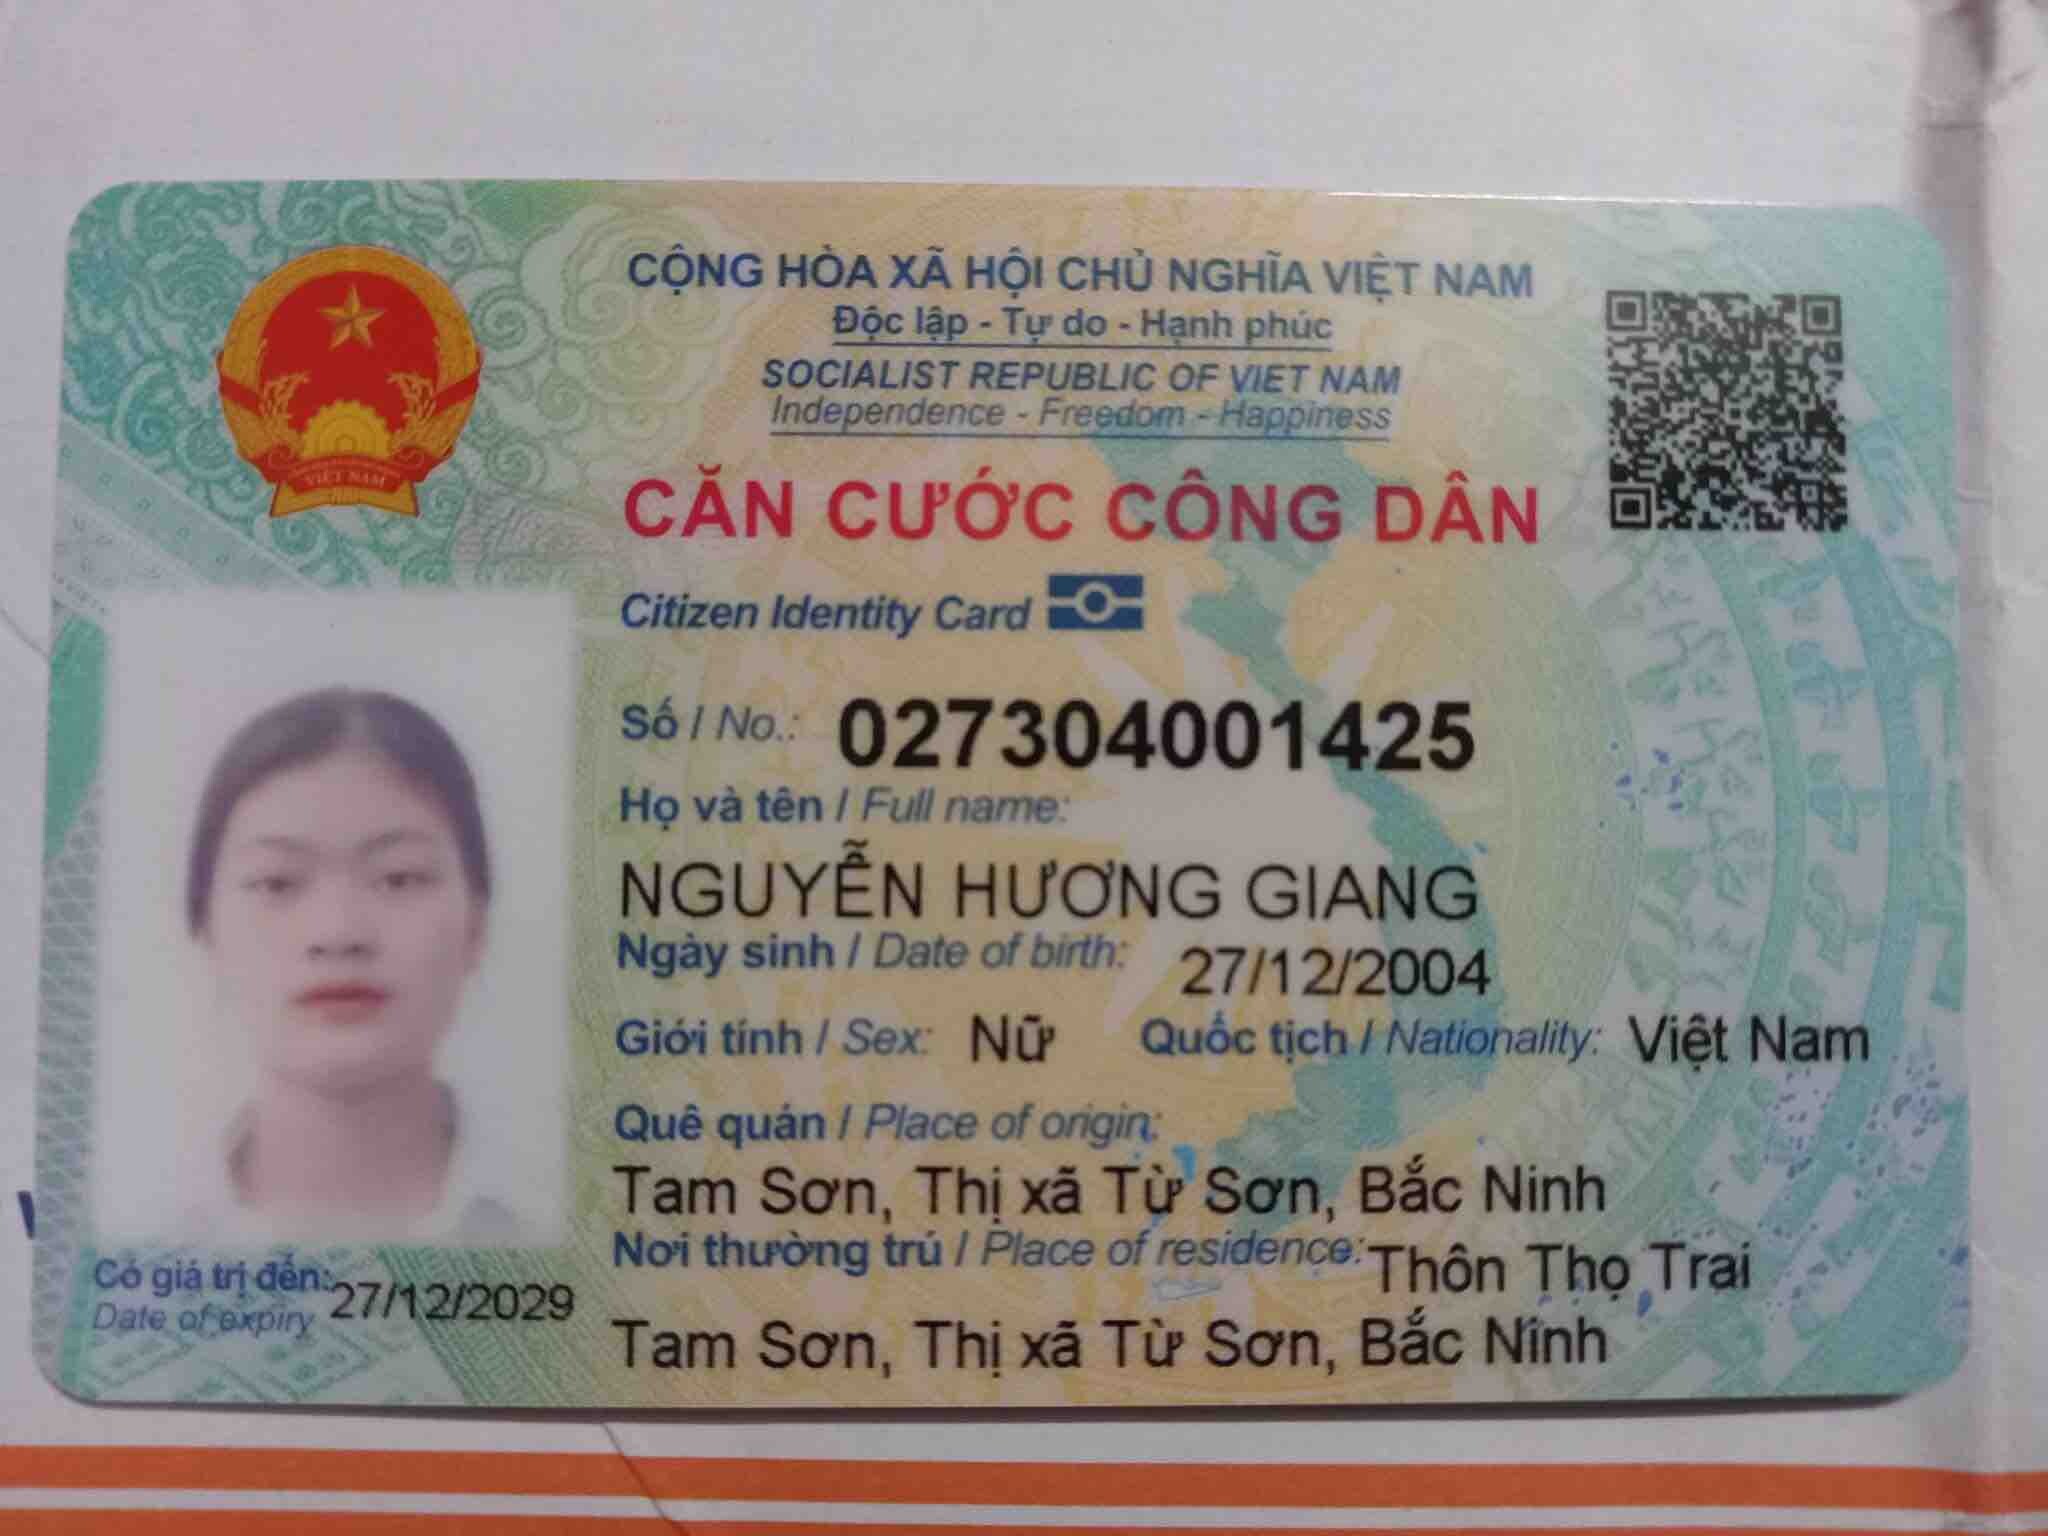 CỘNG HÒA XÃ HỘI CHỦ NGHĨA VIỆT NAM
Độc lập - Tự do - Hạnh phúc
SOCIALIST REPUBLIC OF VIET NAM
Independence - Freedom - Happiness
VIỆT NAM
CĂN CƯỚC CÔNG DÂN
Citizen Identity Card
Số / No.: 027304001425
Họ và tên / Full name:
NGUYỄN HƯƠNG GIANG
Ngày sinh / Date of birth: 27/12/2004
Giới tính / Sex: Nữ Quốc tịch / Nationality: Việt Nam
Quê quán / Place of origin:
Tam Sơn, Thị xã Từ Sơn, Bắc Ninh
Nơi thường trú / Place of residence: Thôn Thọ Trai
Tam Sơn, Thị xã Từ Sơn, Bắc Ninh
Có giá trị đến: 27/12/2029
Date of expiry